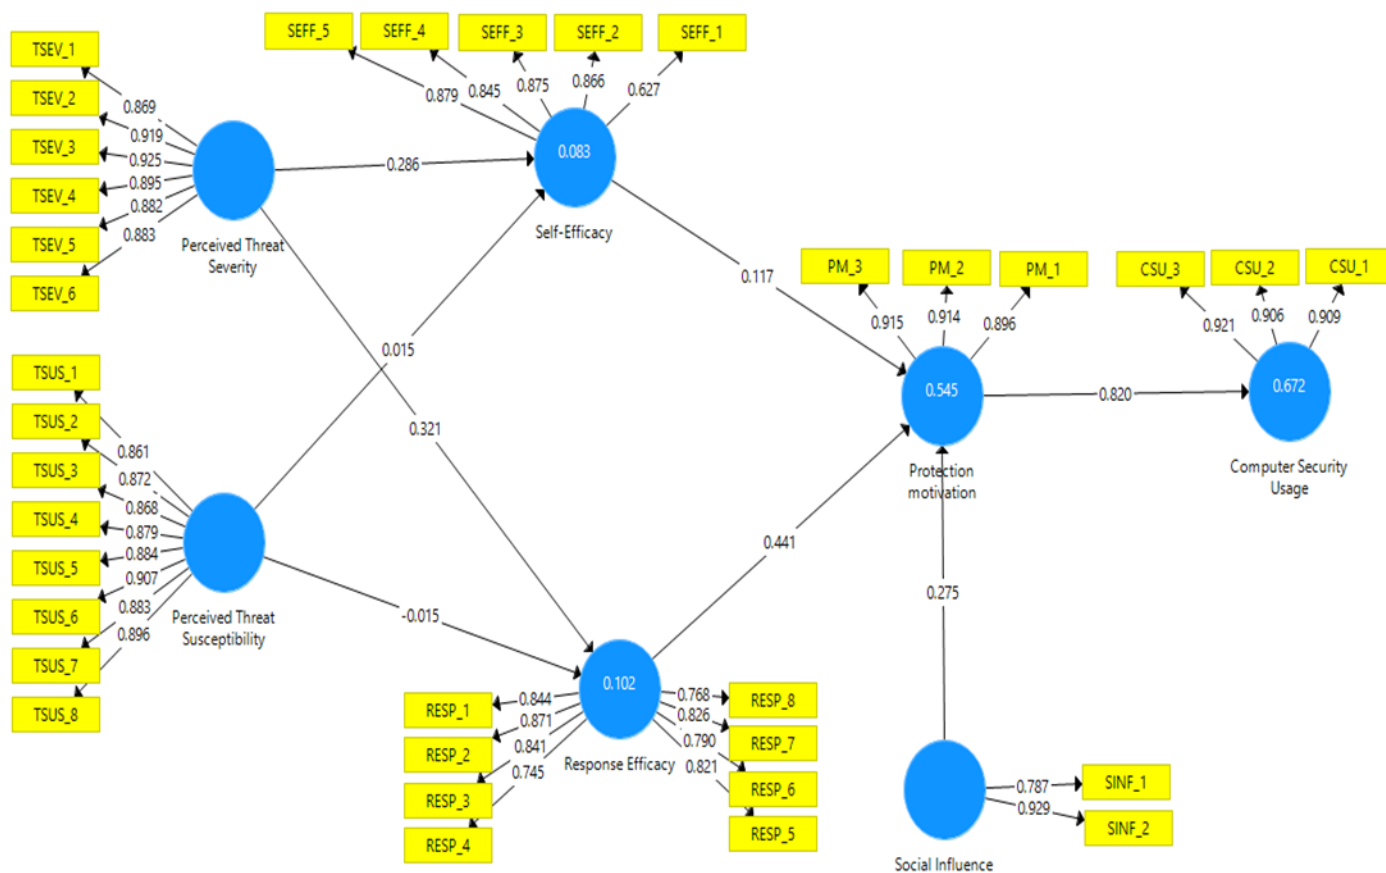 SEFF_5
SEFF_4
SEFF_3
SEFF_2
SEFF_1
TSEV_1
TSEV_2
TSEV_3
TSEV_4
TSEV_5
TSEV_6
0.869
0.919
0.925
0.895
0.882
0.883
0.879
0.845
0.875
0.866
0.627
0.083
0.286
Perceived Threat
Severity
Self-Efficacy
0.015
0.321
0.117
PM_3
PM_2
PM_1
0.915
0.914
0.896
0.545
Protection
motivation
0.820
CSU_3
CSU_2
CSU_1
0.921
0.906
0.909
0.672
Computer Security
Usage
TSUS_1
TSUS_2
TSUS_3
TSUS_4
TSUS_5
TSUS_6
TSUS_7
TSUS_8
0.861
0.872
0.868
0.879
0.884
0.907
0.883
0.896
Perceived Threat
Susceptibility
-0.015
0.441
0.275
0.102
Response Efficacy
RESP_1
RESP_2
RESP_3
RESP_4
0.844
0.871
0.841
0.745
0.768
0.826
0.790
0.821
RESP_8
RESP_7
RESP_6
RESP_5
0.787
0.929
SINF_1
SINF_2
Social Influence